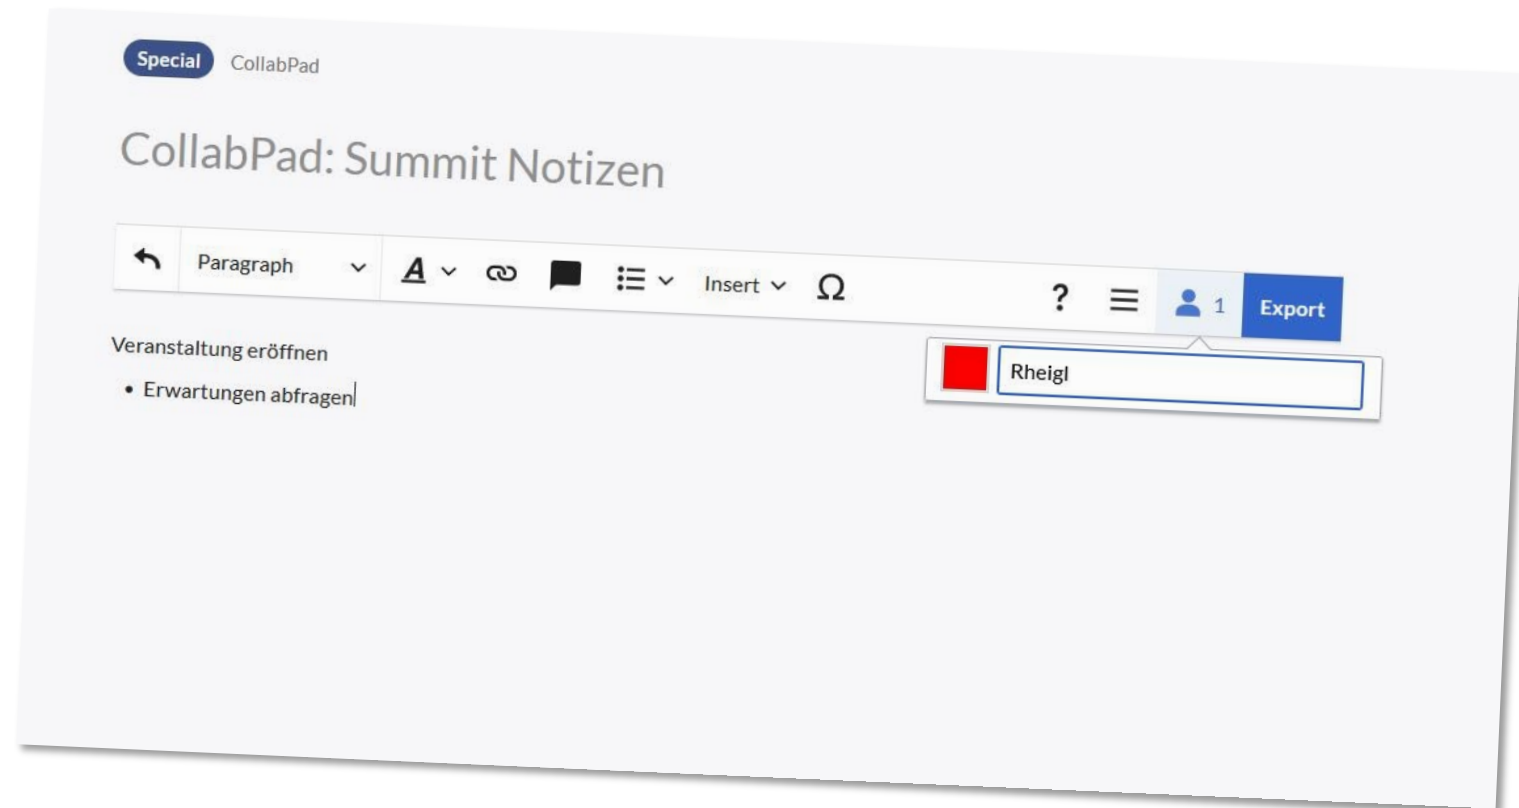 Special CollabPad
CollabPad: Summit Notizen
Paragraph A Insert Ω ? 1 Export
Veranstaltung eröffnen
Rheigl
• Erwartungen abfragen